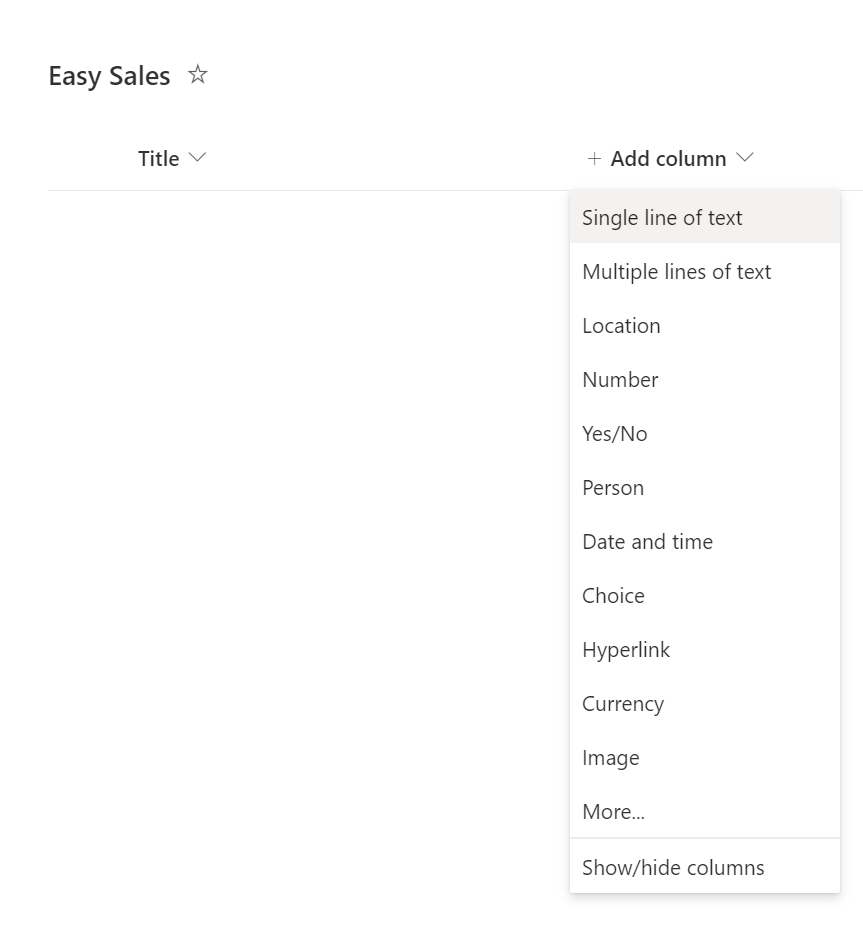 Easy Sales
Title
+ Add column
Single line of text
Multiple lines of text
Location
Number
Yes/No
Person
Date and time
Choice
Hyperlink
Currency
Image
More...
Show/hide columns